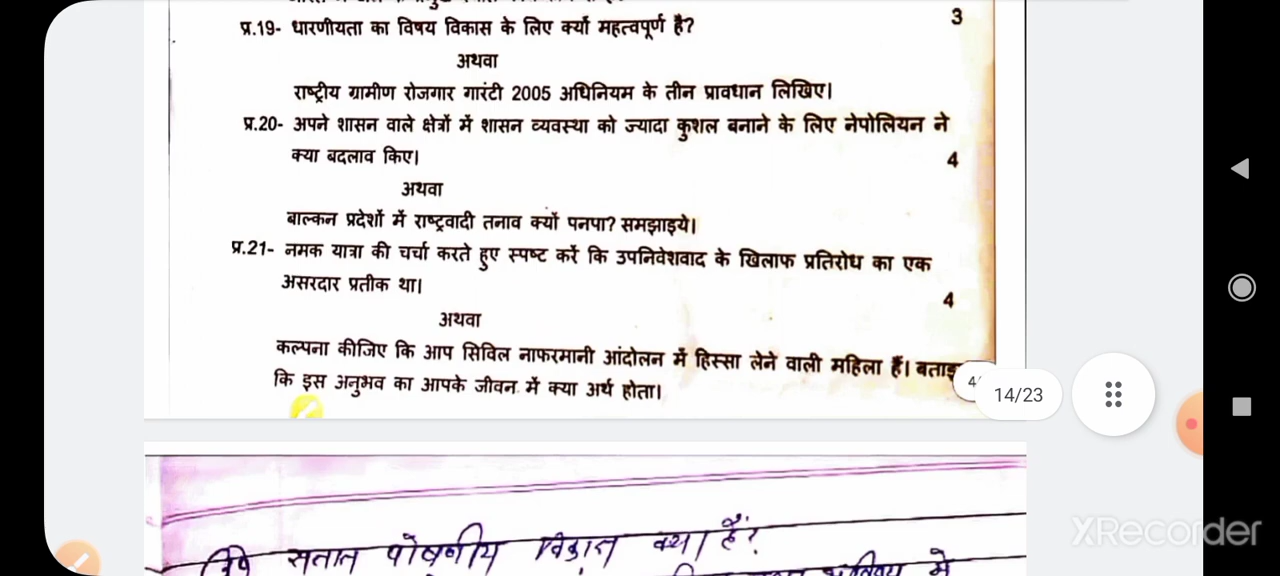 3
प्र.19- धारणीयता का विषय विकास के लिए क्यों महत्वपूर्ण है?
अथवा
राष्ट्रीय ग्रामीण रोजगार गारंटी 2005 अधिनियम के तीन प्रावधान लिखिए।
प्र.20- अपने शासन वाले क्षेत्रों में शासन व्यवस्था को ज्यादा कुशल बनाने के लिए नेपोलियन ने
क्या बदलाव किए। 4
अथवा
बाल्कन प्रदेशों में राष्ट्रवादी तनाव क्यों पनपा? समझाइये।
प्र.21- नमक यात्रा की चर्चा करते हुए स्पष्ट करें कि उपनिवेशवाद के खिलाफ प्रतिरोध का एक
असरदार प्रतीक था। 4
अथवा
कल्पना कीजिए कि आप सिविल नाफरमानी आंदोलन में हिस्सा लेने वाली महिला हैं।
कि इस अनुभव का आपके जीवन में क्या अर्थ होता।
14/23
XRecorder
पोषणीय विकास क्या है?
में